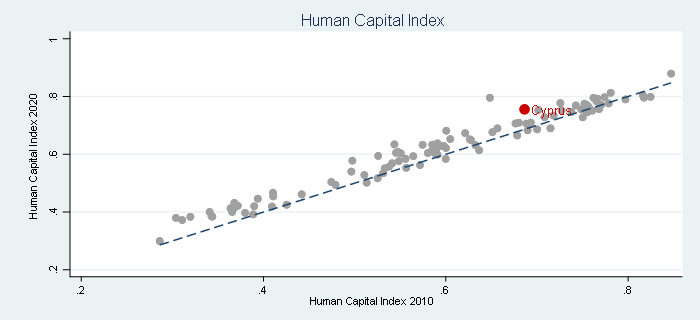 Human Capital Index
Human Capital Index 2020
1
.8
.6
.4
.2
Cyprus
.2
.4
.6
.8
Human Capital Index 2010